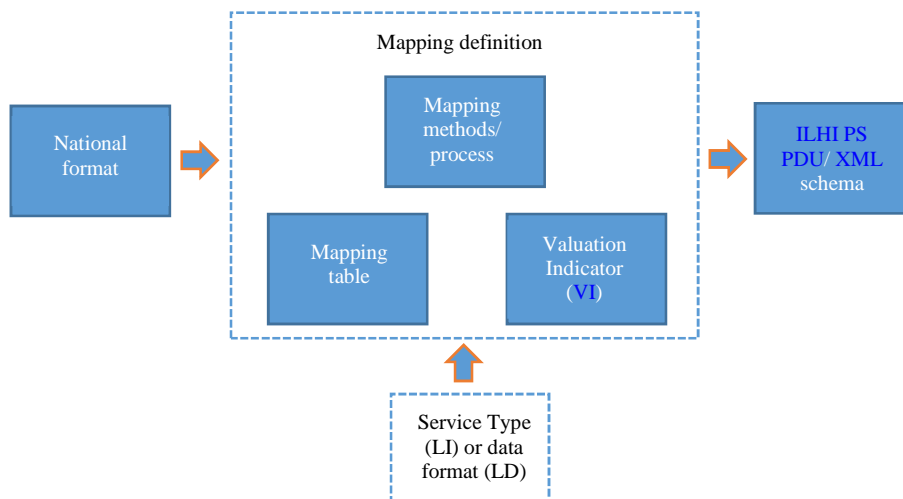 Mapping definition
National
format
Mapping
methods/
process
ILHI PS
PDU/ XML
schema
Mapping
table
Valuation
Indicator
(VI)
Service Type
(LI) or data
format (LD)